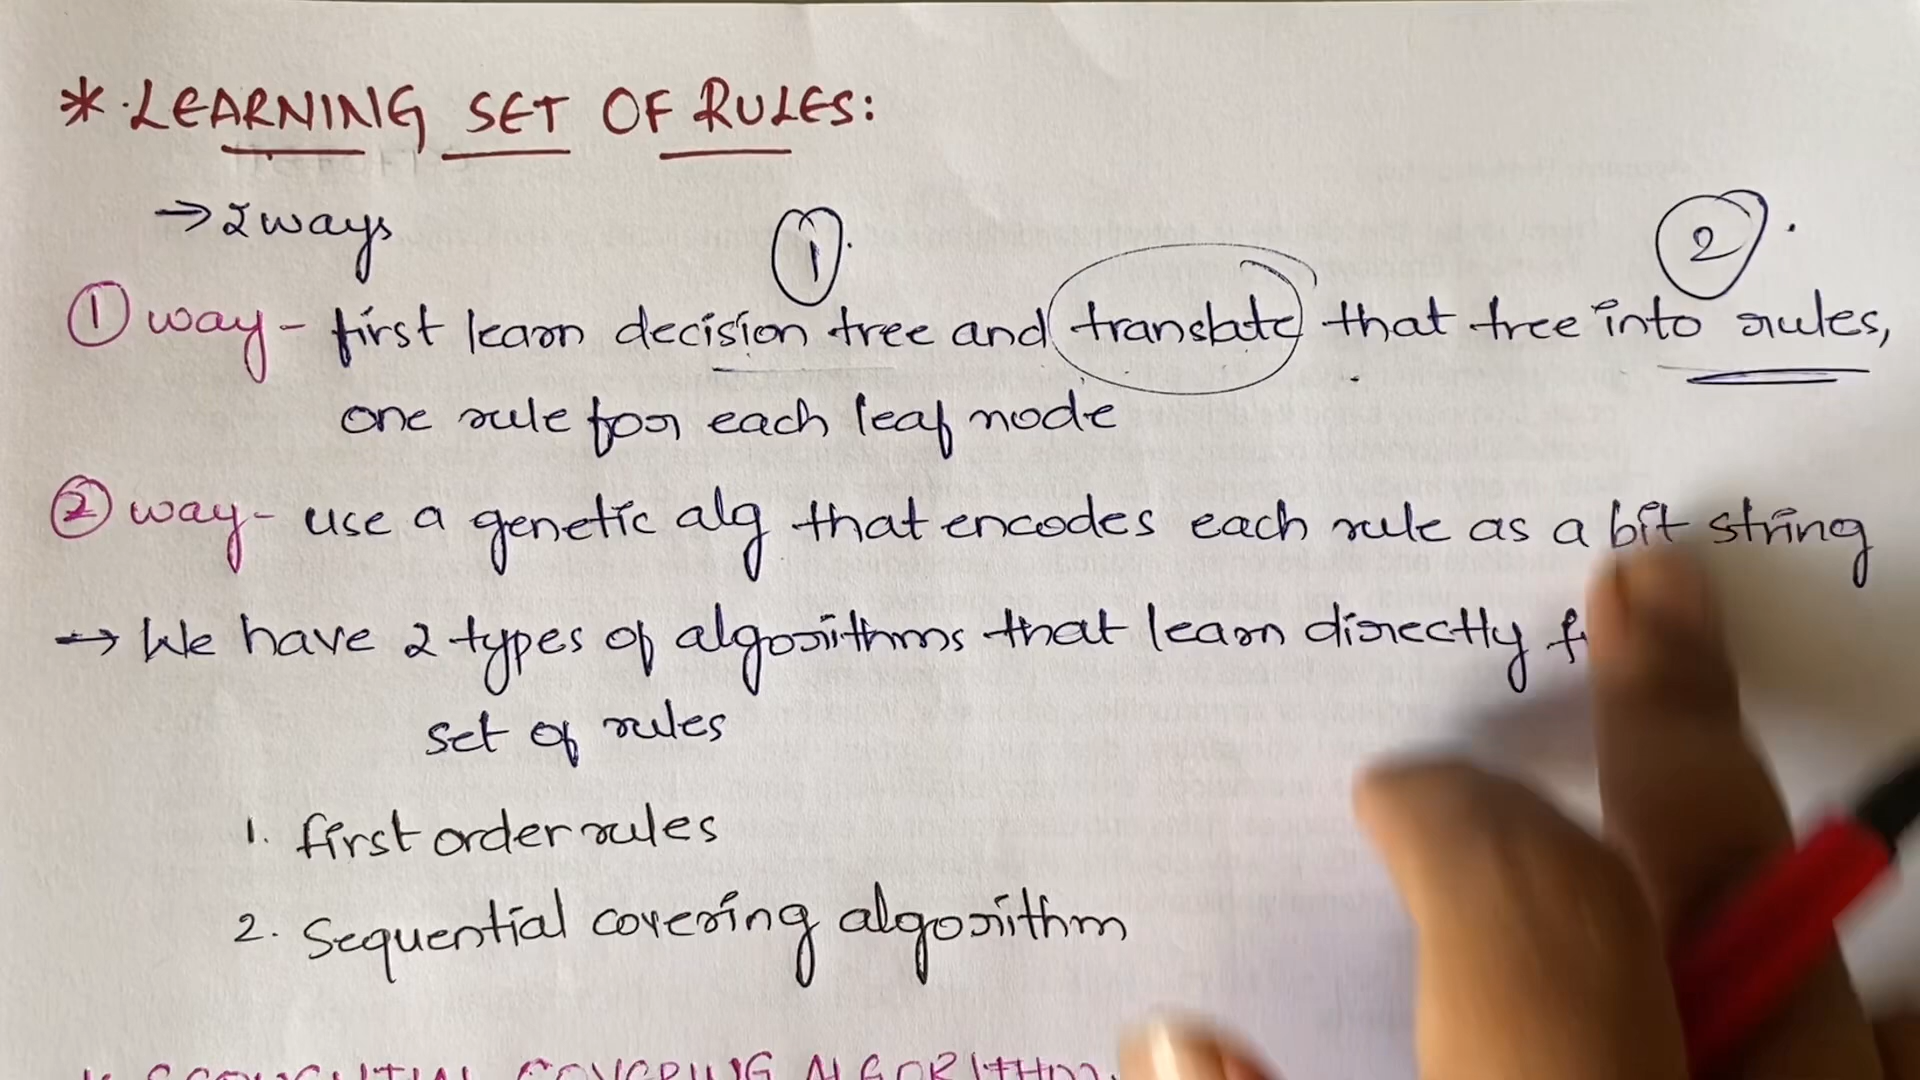 * LEARNING SET OF RULES:
→ 2 ways
1 2
① way - first learn decision tree and translate that tree into rules,
one rule for each leaf node
② way - use a genetic alg that encodes each rule as a bit string
→ We have 2 types of algorithms that learn directly
set of rules
1. first order rules
2. Sequential covering algorithm
* SEQUENTIAL COVERING ALGORITHM: